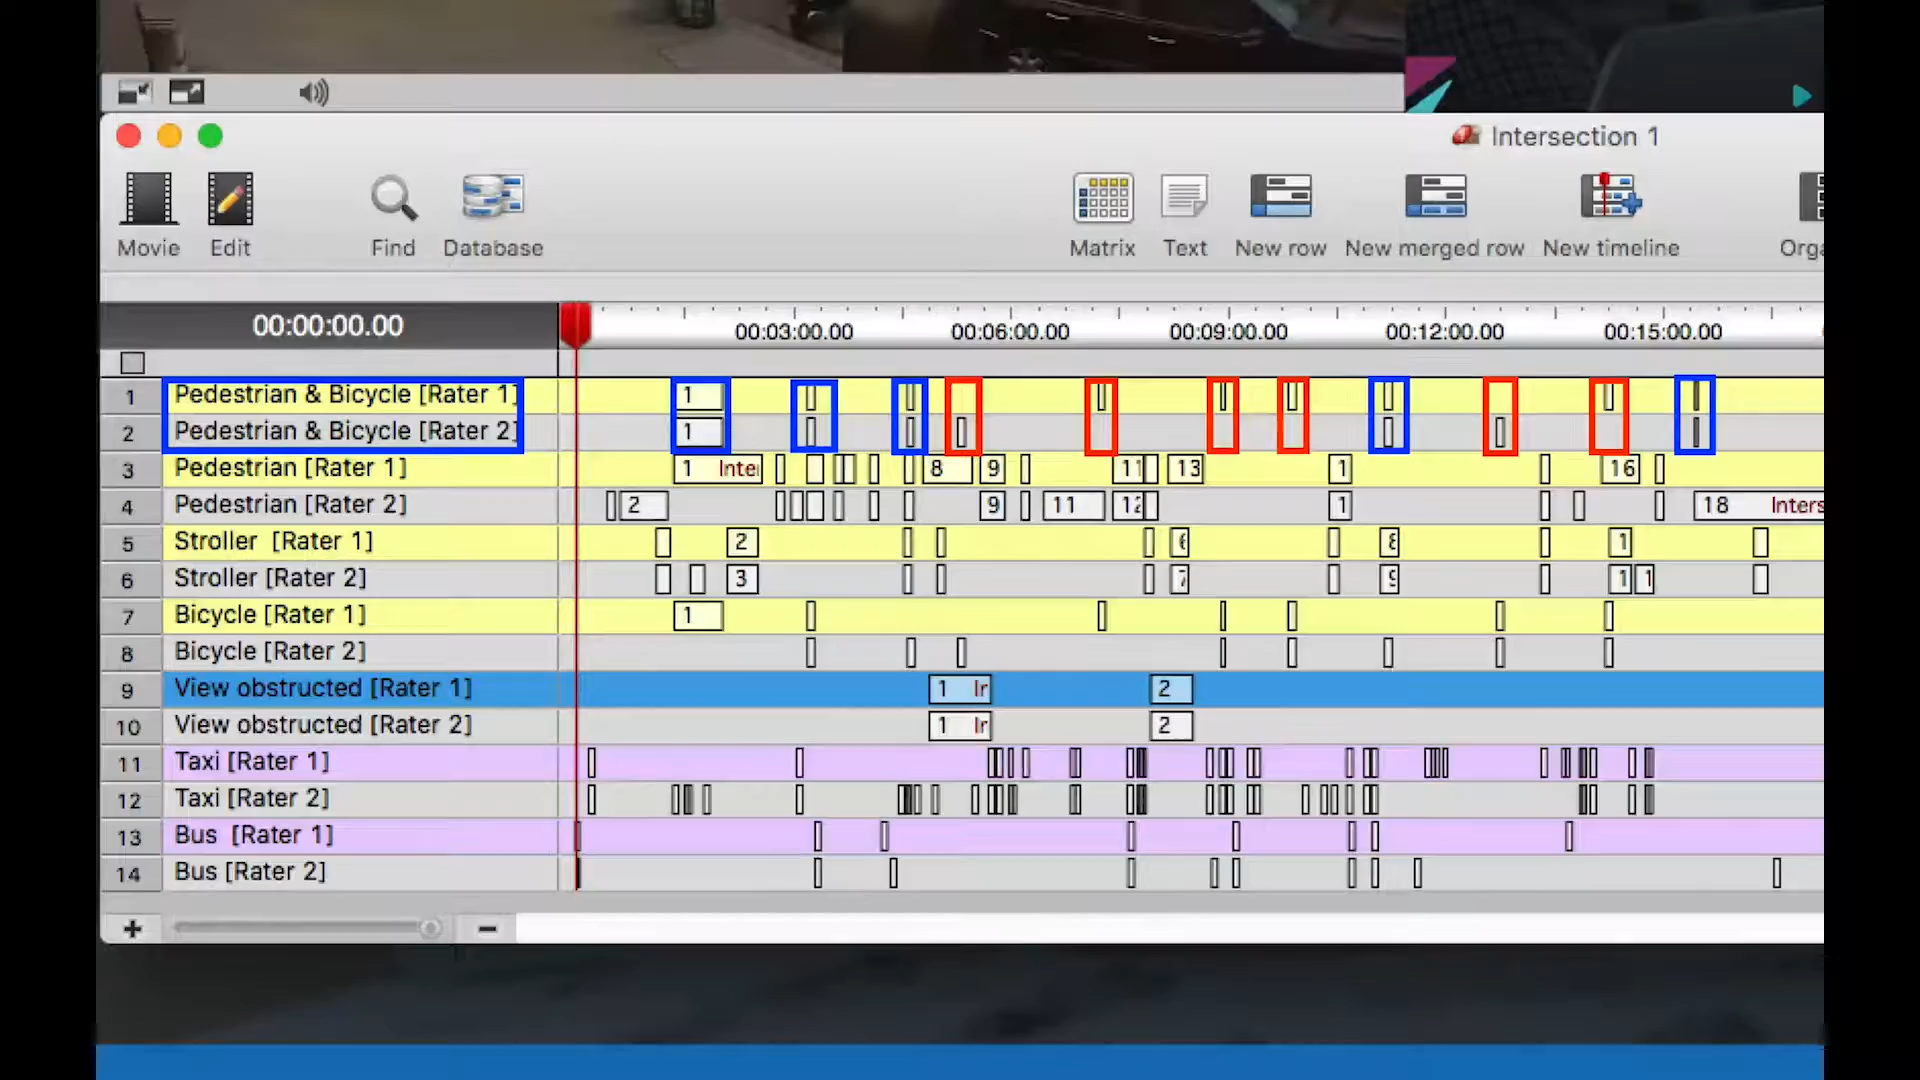 Intersection 1
Movie Edit Find Database Matrix Text New row New merged row New timeline
00:00:00.00 00:03:00.00 00:06:00.00 00:09:00.00 00:12:00.00 00:15:00.00
1 Pedestrian & Bicycle [Rater 1] 1
2 Pedestrian & Bicycle [Rater 2] 1
3 Pedestrian [Rater 1] 1 8 9 11 13 1 16
4 Pedestrian [Rater 2] 2 9 11 12 1 18
5 Stroller [Rater 1] 2 1
6 Stroller [Rater 2] 3 1 1
7 Bicycle [Rater 1] 1
8 Bicycle [Rater 2]
9 View obstructed [Rater 1] 1 2
10 View obstructed [Rater 2] 1 2
11 Taxi [Rater 1]
12 Taxi [Rater 2]
13 Bus [Rater 1]
14 Bus [Rater 2]